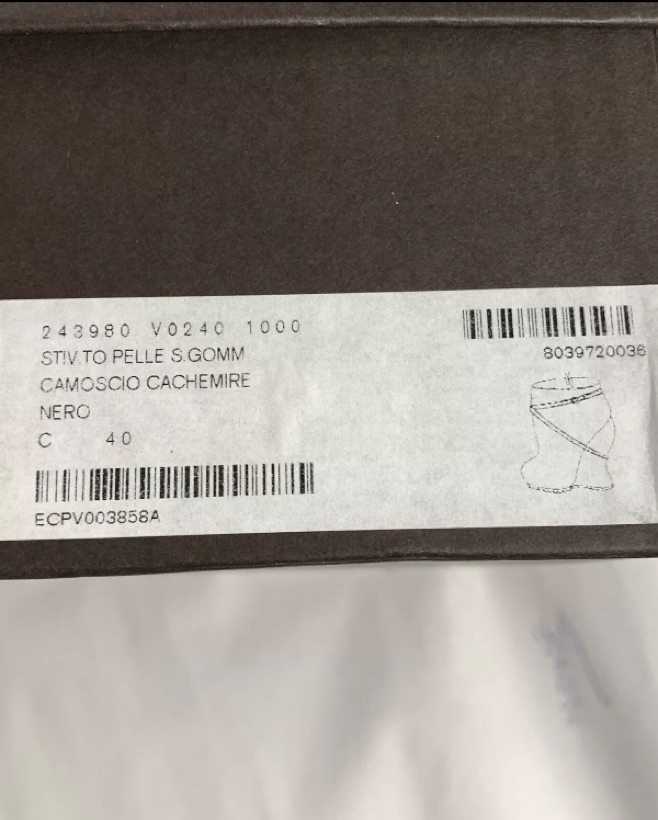 243980 V0240 1000
STIV.TO PELLE S.GOMM
CAMOSCIO CACHEMIRE
NERO
C 40
ECPV003858A
8039720036